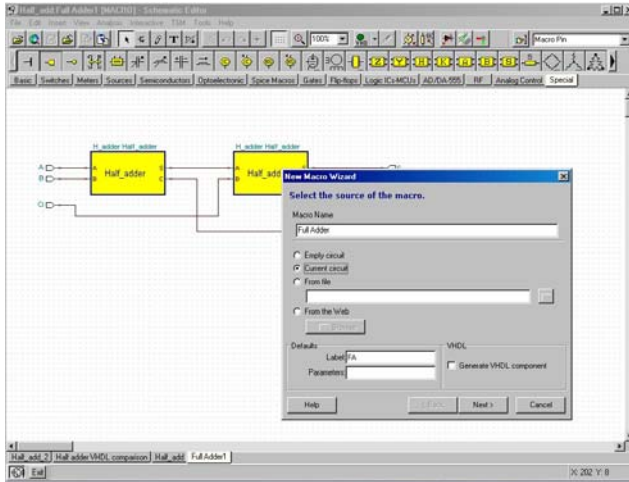 Half_add:Full Adder1 [MACRO] - Schematic Editor
File Edit Insert View Analysis Interactive T&M Tools Help
100%
Macro Pin
Basic Switches Meters Sources Semiconductors Optoelectronic Spice Macros Gates Flip-flops Logic ICs-MCUs AD/DA-555 RF Analog Control Special
H_adder Half_adder
H_adder Half_adder
A
B
A
B
Half_adder
S
C
A
B
Half_add
New Macro Wizard
Select the source of the macro.
Macro Name
Full Adder
Empty circuit
Current circuit
From file
From the Web
Defaults
Label FA
Parameters
VHDL
Generate VHDL component
Help
Next >
Cancel
Half_add_2 Half adder VHDL comparison Half_add Full Adder1
Exit
X: 202 Y: 8